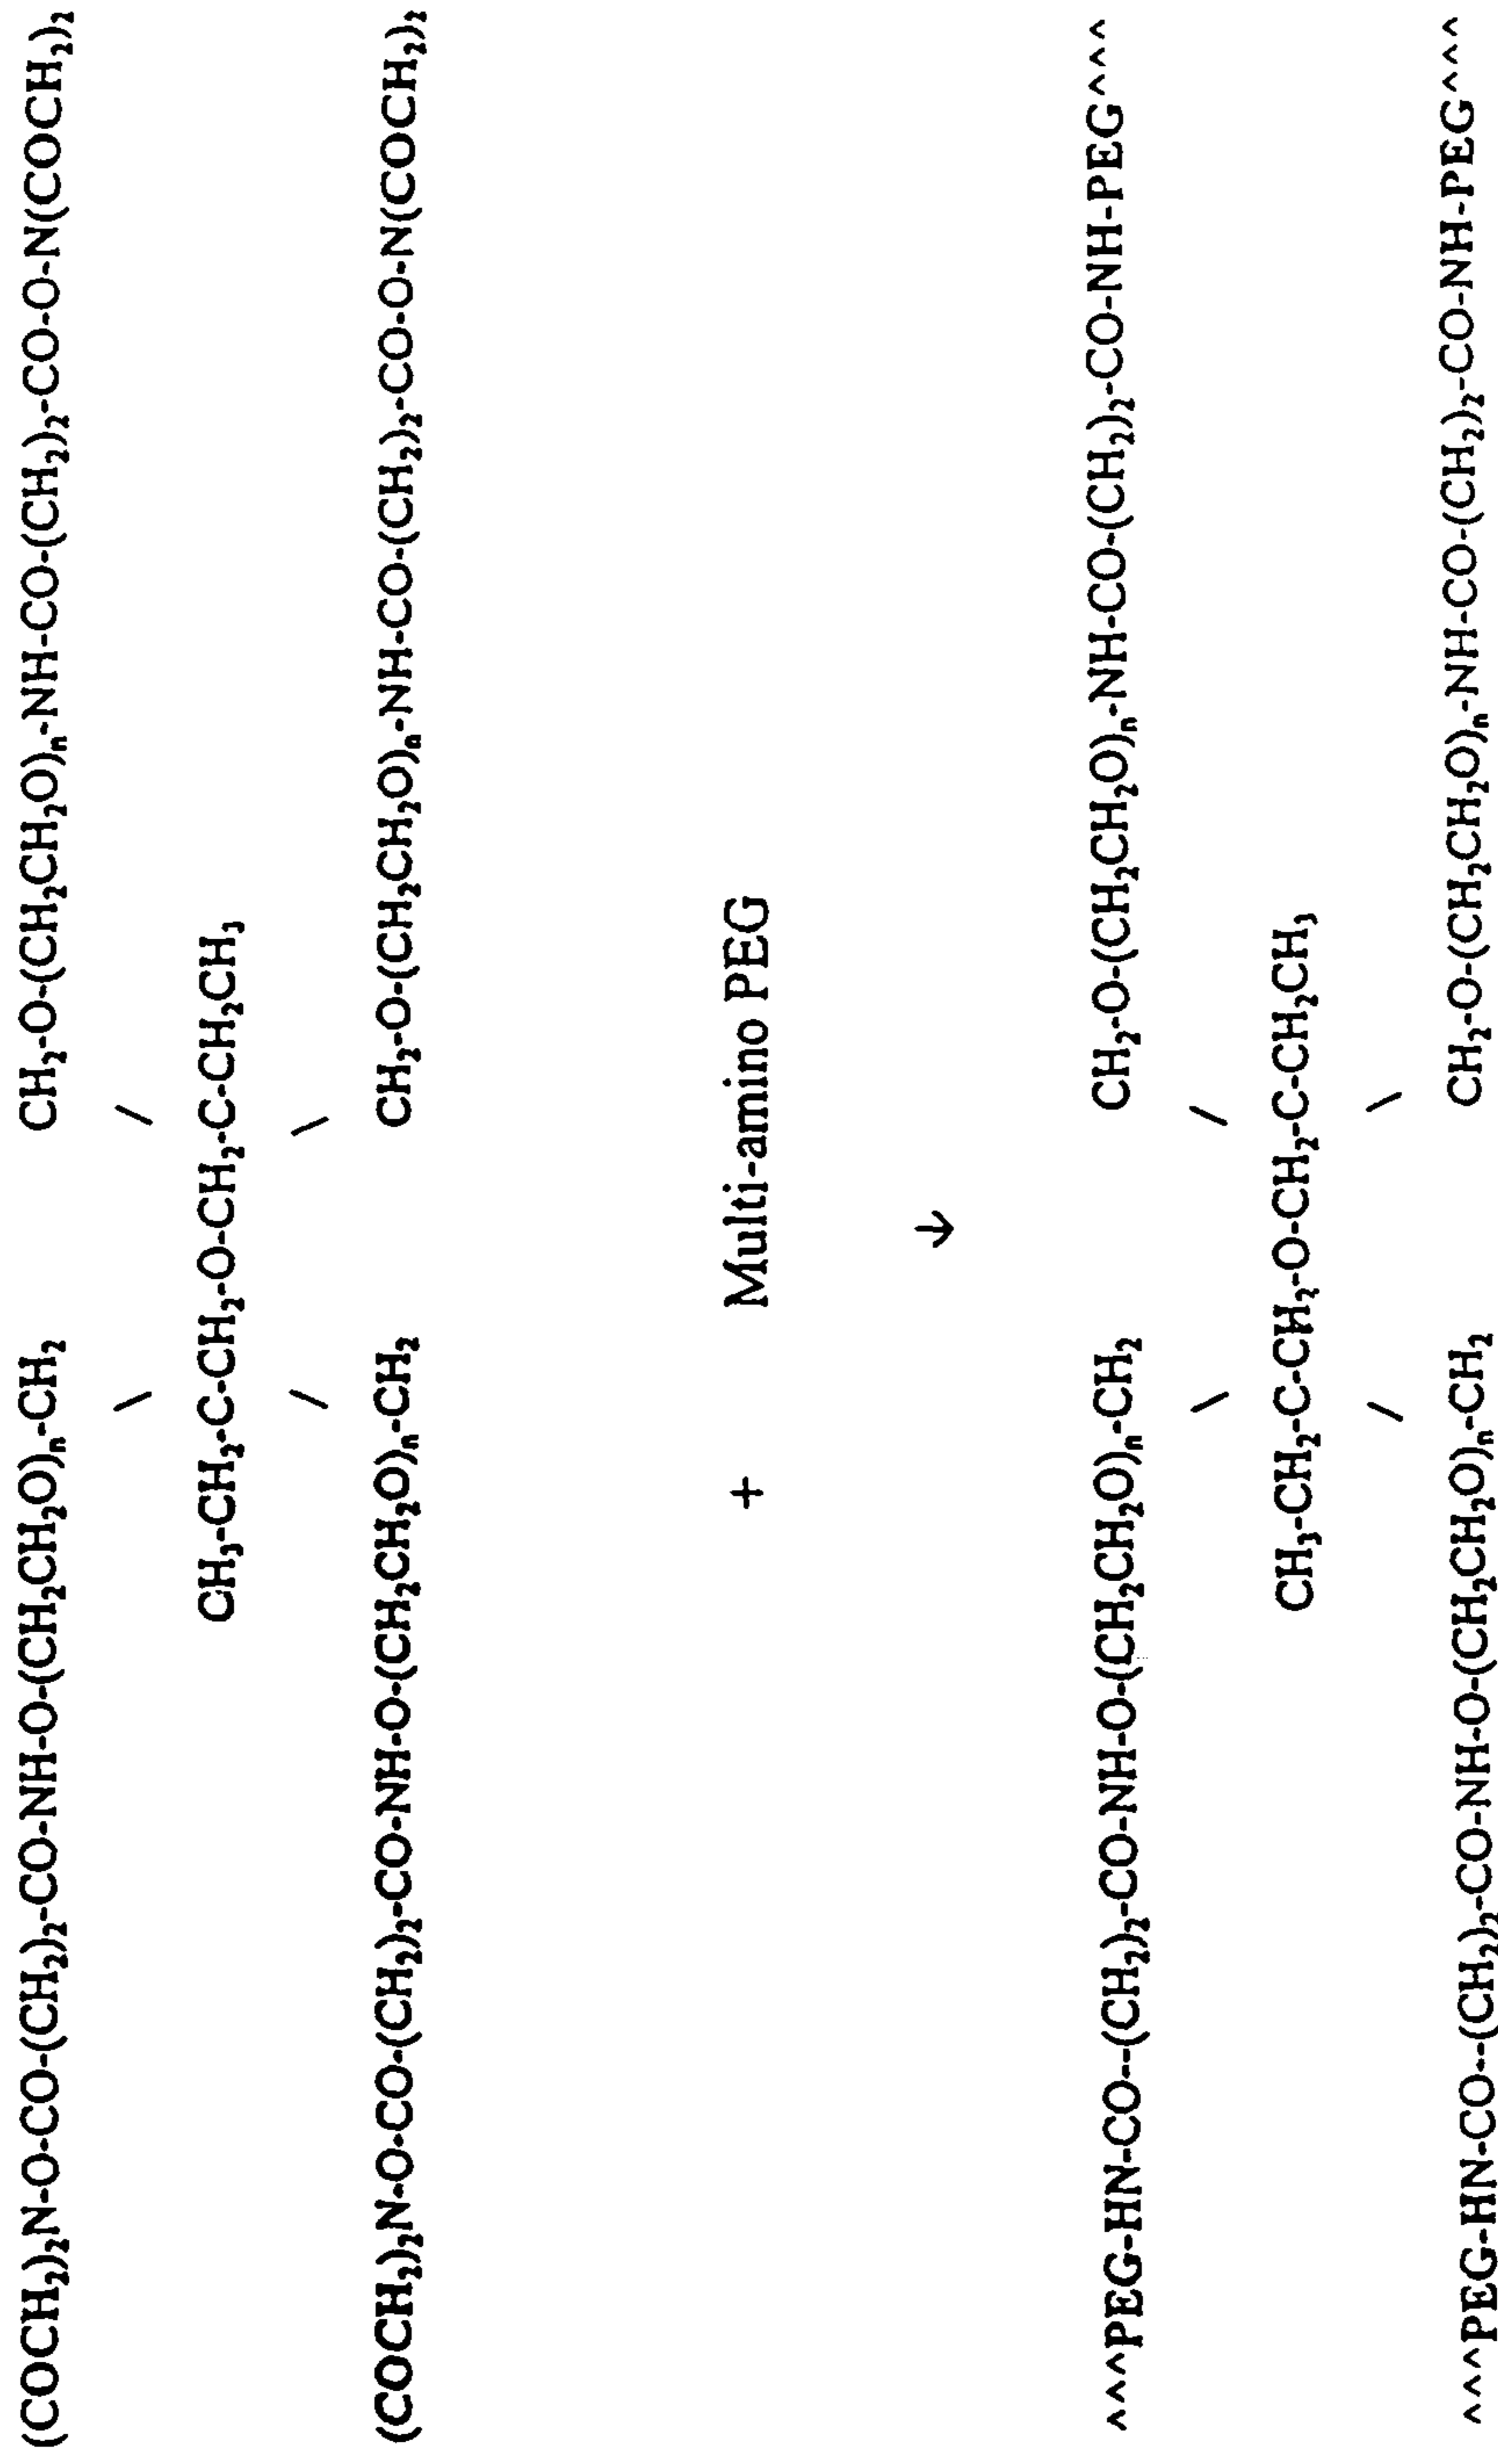 (COCH₂)₂N-O-CO-(CH₂)₂-CO-NH-O-(CH₂CH₂O)ₙ-CH₂ CH₂-O-(CH₂CH₂O)ₙ-NH-CO-(CH₂)₂-CO-O-N(COCH₂)₂
\ /
CH₃-CH₂-C-CH₂-O-CH₂-C-CH₂CH₃
/ \
(COCH₂)₂N-O-CO-(CH₂)₂-CO-NH-O-(CH₂CH₂O)ₙ-CH₂ CH₂-O-(CH₂CH₂O)ₙ-NH-CO-(CH₂)₂-CO-O-N(COCH₂)₂
+ Multi-amino PEG
↓
^^^PEG-HN-CO--(CH₂)₂-CO-NH-O-(CH₂CH₂O)ₙ-CH₂ CH₂-O-(CH₂CH₂O)ₙ-NH-CO-(CH₂)₂-CO-NH-PEG^^^
\ /
CH₃-CH₂-C-CH₂-O-CH₂-C-CH₂CH₃
/ \
^^^PEG-HN-CO--(CH₂)₂-CO-NH-O-(CH₂CH₂O)ₙ-CH₂ CH₂-O-(CH₂CH₂O)ₙ-NH-CO-(CH₂)₂-CO-NH-PEG^^^